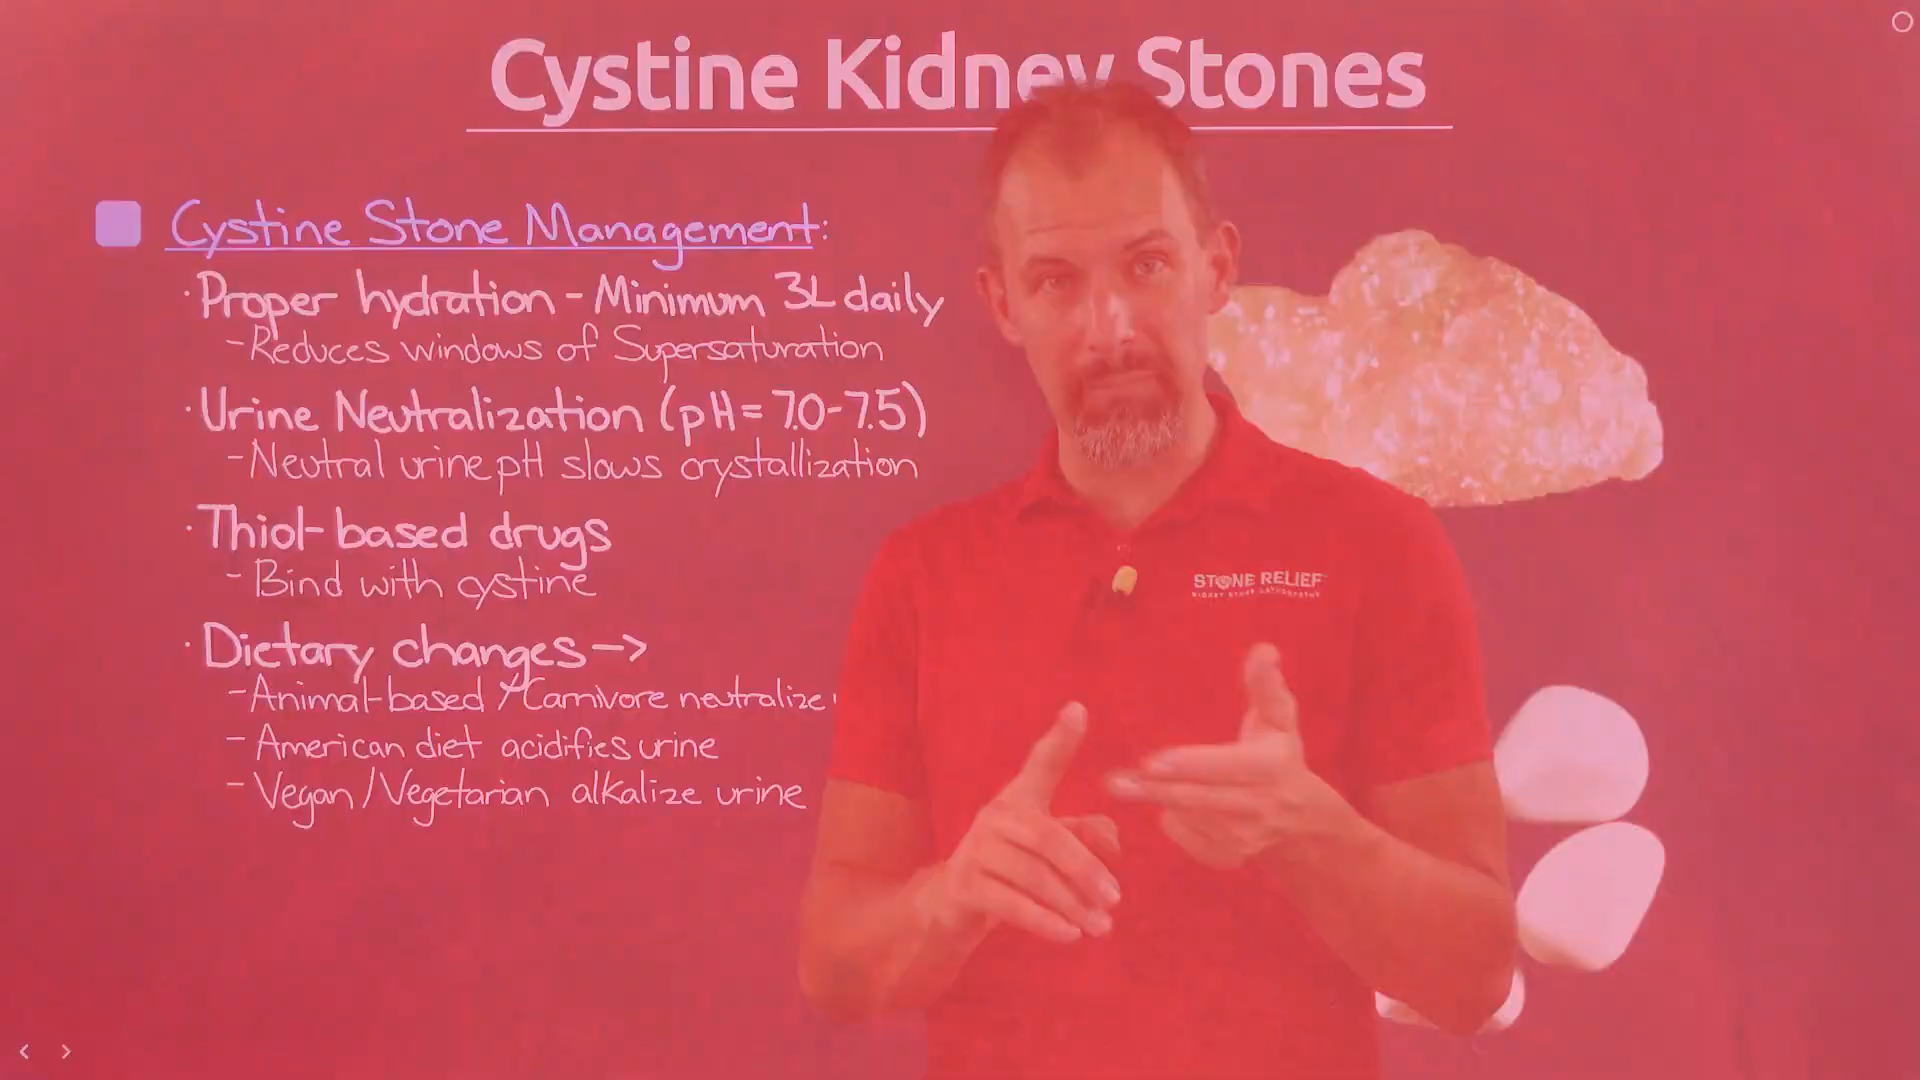 Cystine Kidney Stones
Cystine Stone Management:
· Proper hydration - Minimum 3L daily
- Reduces windows of Supersaturation
· Urine Neutralization (pH = 7.0-7.5)
- Neutral urine pH slows crystallization
· Thiol-based drugs
- Bind with cystine
· Dietary changes ->
- Animal-based / Carnivore neutralize
- American diet acidifies urine
- Vegan / Vegetarian alkalize urine
STONE RELIEF
KIDNEY STONE